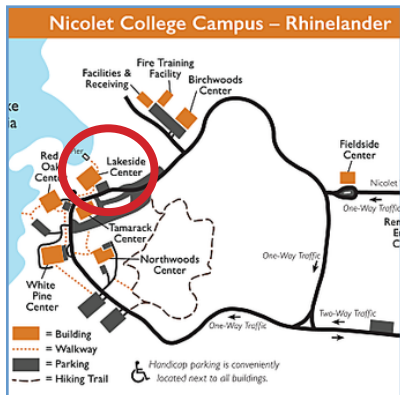 Nicolet College Campus – Rhinelander
Fire Training
Facility
Facilities &
Receiving
Birchwoods
Center
ke
ia
Lakeside
Center
Red
Oak
Center
Fieldside
Center
Nicolet
One-Way Traffic
Tamarack
Center
Northwoods
Center
One-Way Traffic
White
Pine
Center
One-Way Traffic
Two-Way Traffic
= Building
= Walkway
= Parking
= Hiking Trail
Handicap parking is conveniently
located next to all buildings.